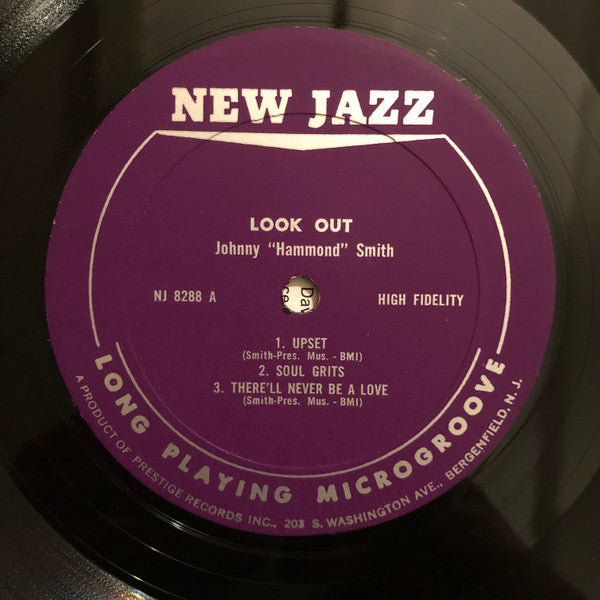 NEW JAZZ
LOOK OUT
Johnny "Hammond" Smith
NJ 8288 A
HIGH FIDELITY
1. UPSET
(Smith-Pres. Mus. - BMI)
2. SOUL GRITS
3. THERE'LL NEVER BE A LOVE
(Smith-Pres. Mus. - BMI)
LONG PLAYING MICROGROOVE
A PRODUCT OF PRESTIGE RECORDS INC., 203 S. WASHINGTON AVE., BERGENFIELD, N. J.